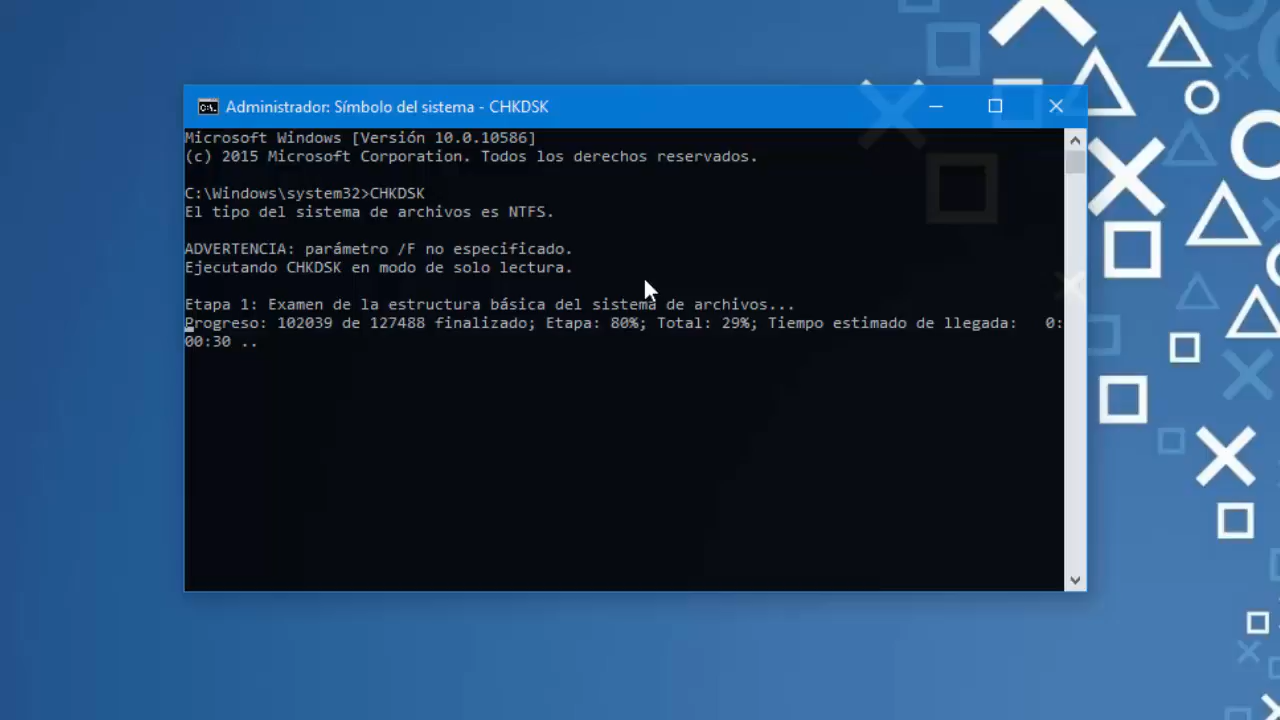 Administrador: Símbolo del sistema - CHKDSK
Microsoft Windows [Versión 10.0.10586]
(c) 2015 Microsoft Corporation. Todos los derechos reservados.
C:\Windows\system32>CHKDSK
El tipo del sistema de archivos es NTFS.
ADVERTENCIA: parámetro /F no especificado.
Ejecutando CHKDSK en modo de solo lectura.
Etapa 1: Examen de la estructura básica del sistema de archivos...
Progreso: 102039 de 127488 finalizado; Etapa: 80%; Total: 29%; Tiempo estimado de llegada:   0:
00:30 ..